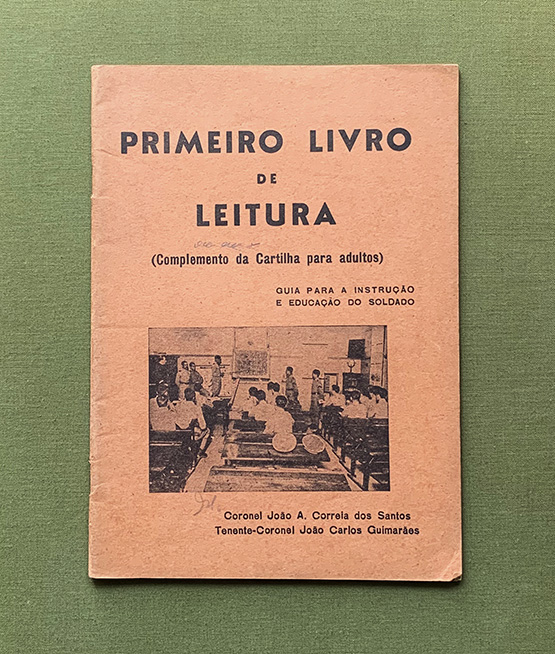 PRIMEIRO LIVRO
DE
LEITURA
(Complemento da Cartilha para adultos)
GUIA PARA A INSTRUÇÃO
E EDUCAÇÃO DO SOLDADO
Coronel João A. Correia dos Santos
Tenente-Coronel João Carlos Guimarães